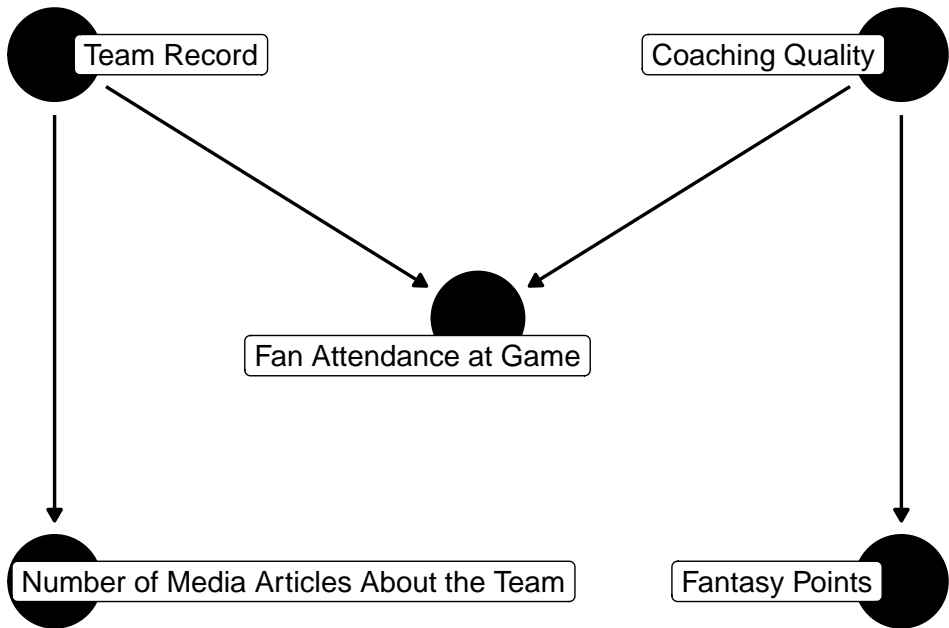 Team Record
Coaching Quality
Fan Attendance at Game
Number of Media Articles About the Team
Fantasy Points